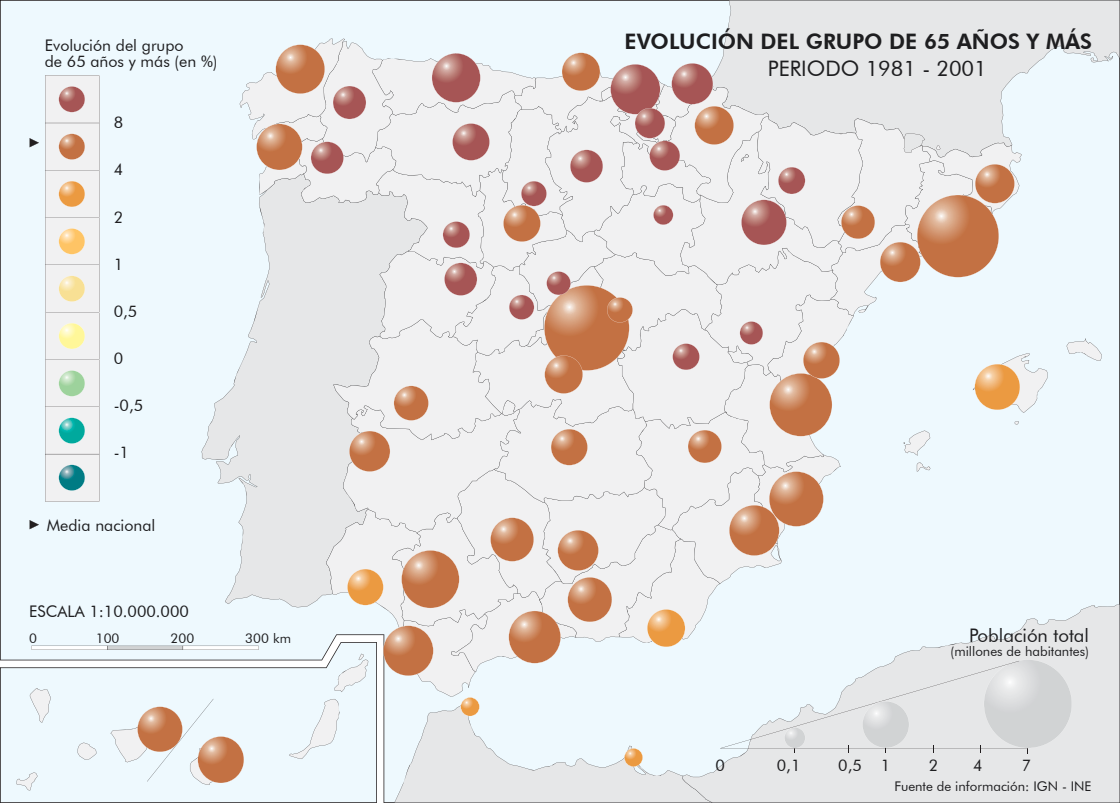 EVOLUCIÓN DEL GRUPO DE 65 AÑOS Y MÁS
PERIODO 1981 - 2001
Evolución del grupo
de 65 años y más (en %)
8
4
2
1
0,5
0
-0,5
-1
Media nacional
ESCALA 1:10.000.000
0 100 200 300 km
Población total
(millones de habitantes)
0 0,1 0,5 1 2 4 7
Fuente de información: IGN - INE